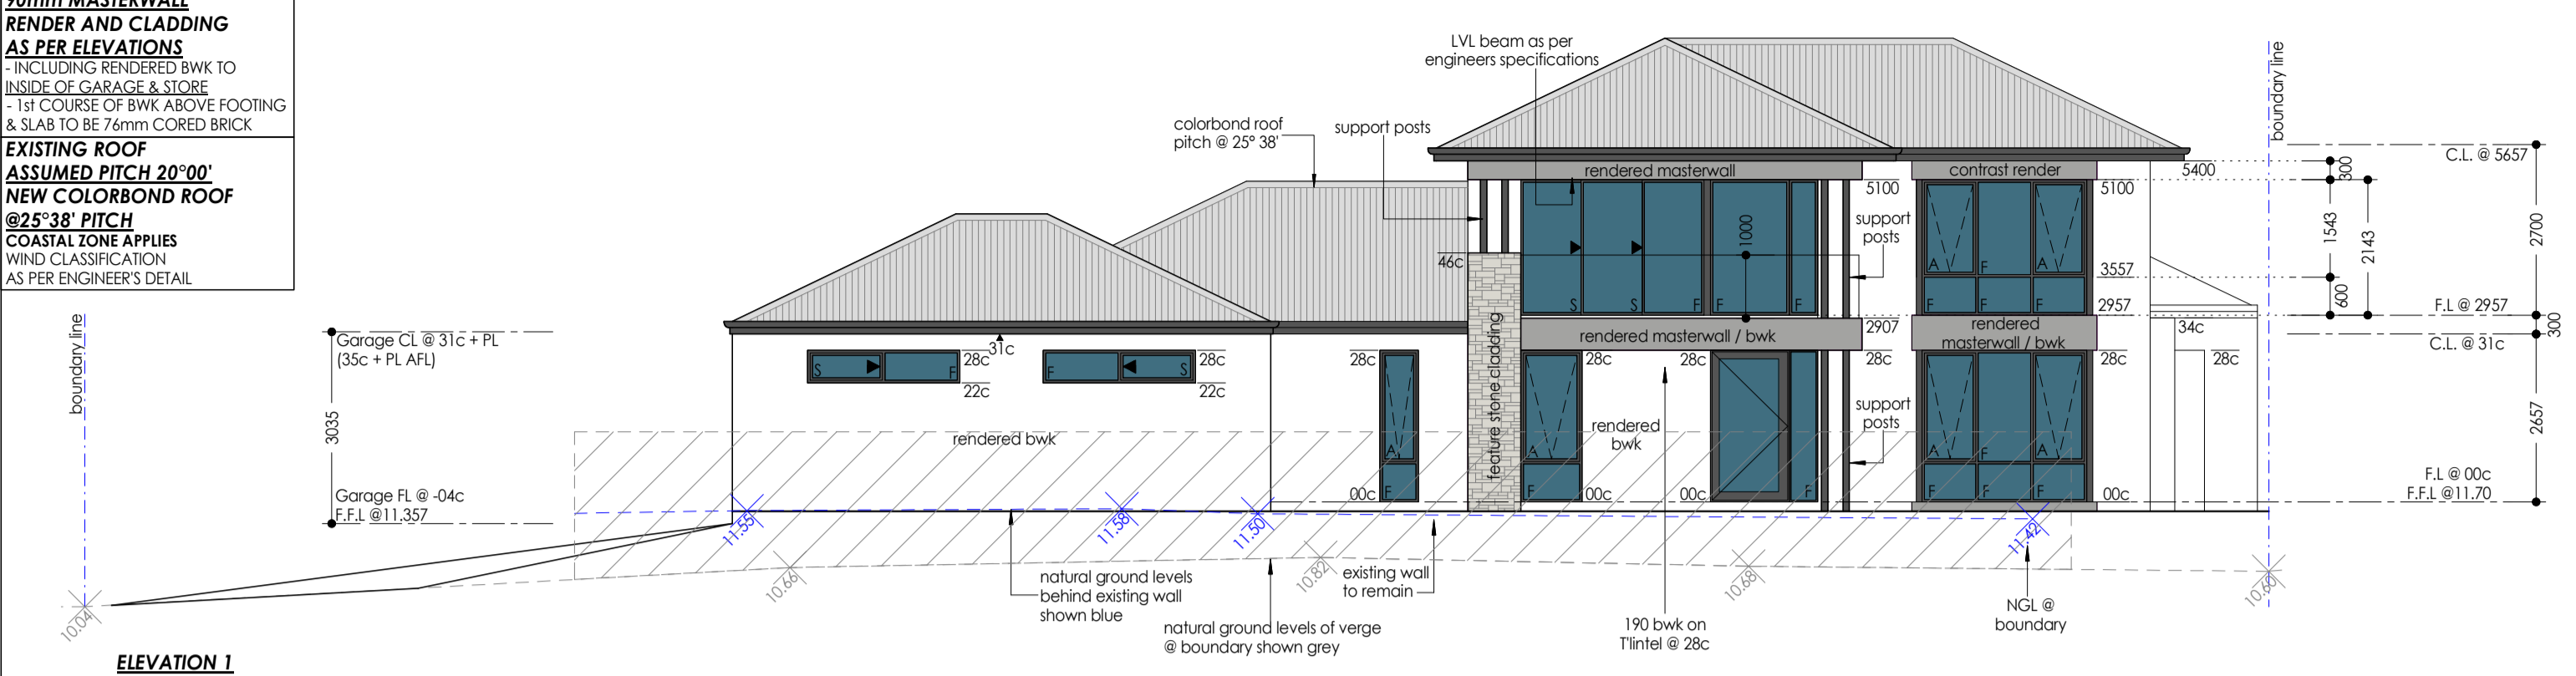 90mm MASTERWALL
RENDER AND CLADDING
AS PER ELEVATIONS
- INCLUDING RENDERED BWK TO
INSIDE OF GARAGE & STORE
- 1st COURSE OF BWK ABOVE FOOTING
& SLAB TO BE 76mm CORED BRICK
EXISTING ROOF
ASSUMED PITCH 20°00'
NEW COLORBOND ROOF
@25°38' PITCH
COASTAL ZONE APPLIES
WIND CLASSIFICATION
AS PER ENGINEER'S DETAIL
boundary line
Garage CL @ 31c + PL
(35c + PL AFL)
3035
Garage FL @ -04c
F.F.L @11.357
10.04
ELEVATION 1
colorbond roof
pitch @ 25° 38'
support posts
LVL beam as per
engineers specifications
31c
S
F
28c
22c
F
S
28c
22c
rendered bwk
11.55
11.58
11.50
10.66
10.82
natural ground levels
behind existing wall
shown blue
natural ground levels of verge
@ boundary shown grey
existing wall
to remain
28c
A
F
00c
46c
feature stone cladding
rendered masterwall
1000
S
S
F
F
F
5100
support
posts
rendered masterwall / bwk
2907
28c
28c
28c
A
F
00c
rendered
bwk
00c
F
support
posts
190 bwk on
T'lintel @ 28c
10.68
contrast render
5400
5100
A
F
A
F
F
F
3557
2957
rendered
masterwall / bwk
28c
A
F
A
F
F
F
00c
34c
28c
11.42
NGL @
boundary
10.60
boundary line
300
1543
2143
600
2700
300
2657
C.L. @ 5657
F.L @ 2957
C.L. @ 31c
F.L @ 00c
F.F.L @11.70